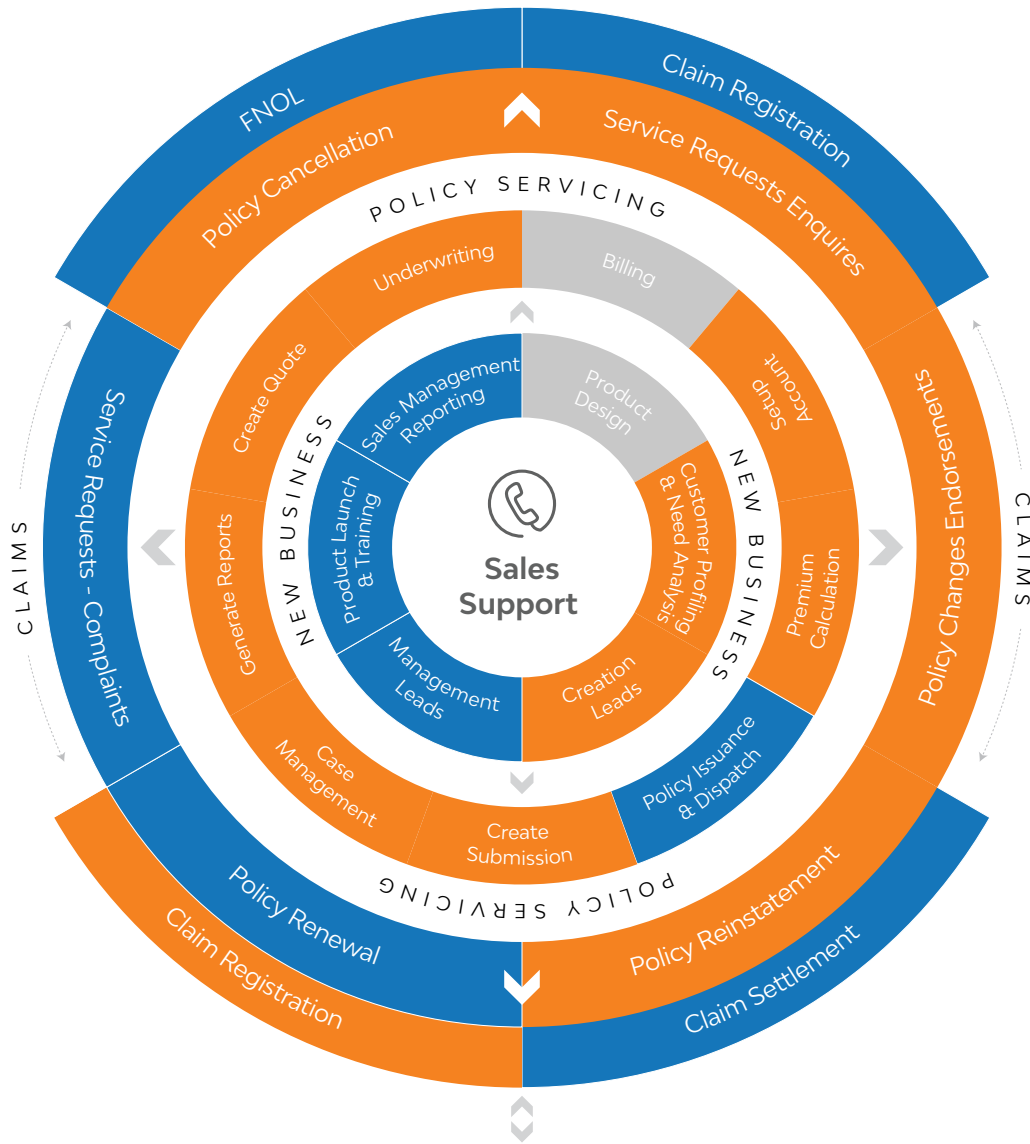 FNOL
Claim Registration
Policy Cancellation
Service Requests Enquires
POLICY SERVICING
Underwriting
Billing
Create Quote
Account
Setup
Sales Management
Reporting
Product
Design
NEW BUSINESS
NEW BUSINESS
Product Launch
& Training
Customer Profiling
& Need Analysis
Sales
Support
CLAIMS
CLAIMS
Service Requests - Complaints
Policy Changes Endorsements
Generate Reports
Premium
Calculation
Management
Leads
Creation
Leads
Case
Management
Create
Submission
Policy Issuance
& Dispatch
POLICY SERVICING
Policy Renewal
Policy Reinstatement
Claim Registration
Claim Settlement